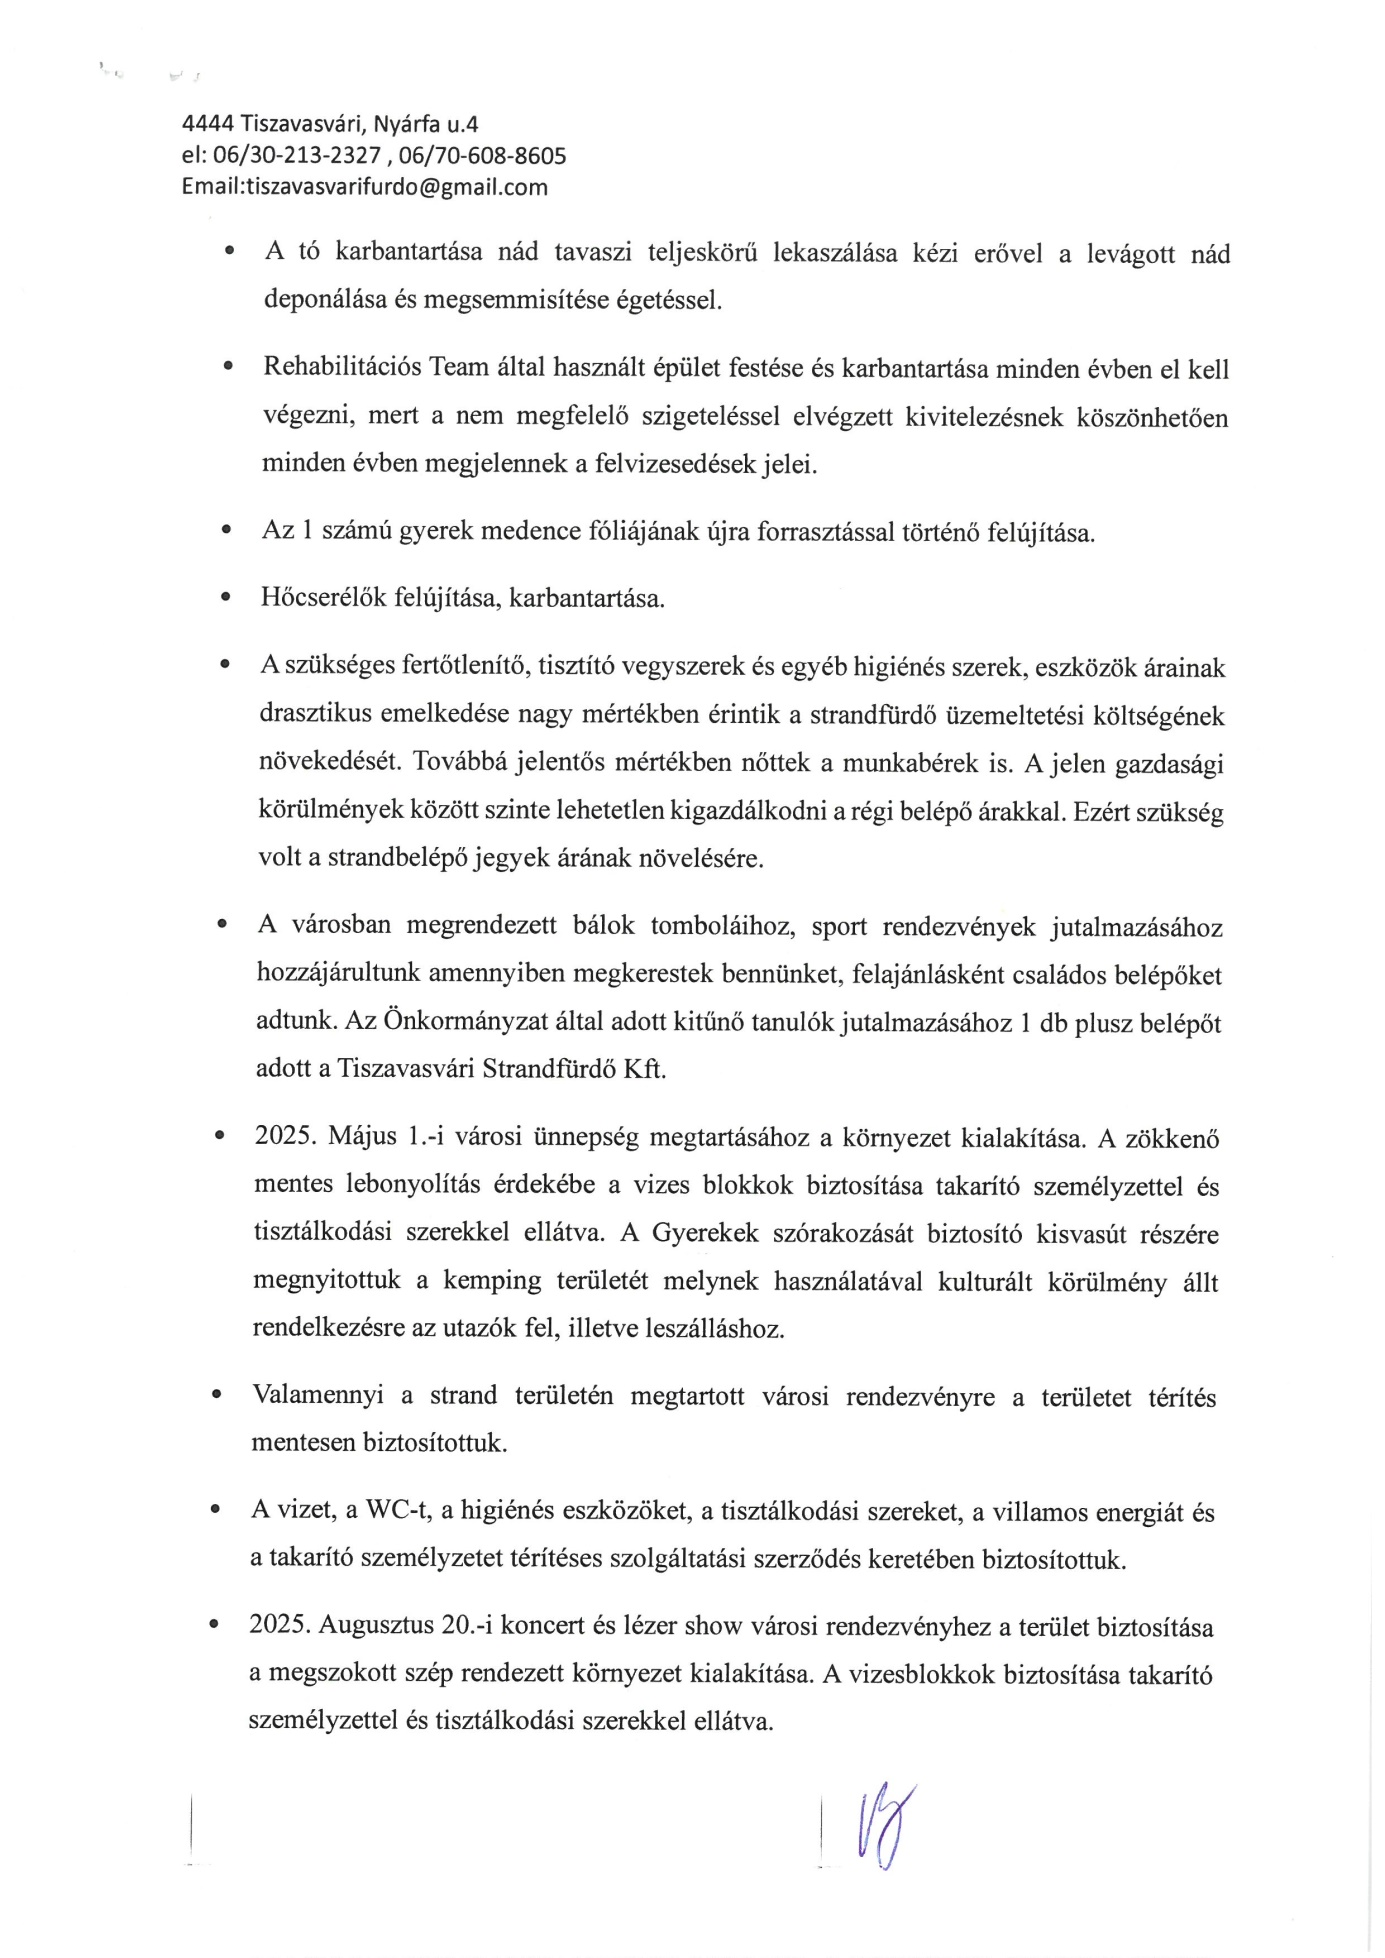 4444 Tiszavasvári, Nyárfa u.4
el: 06/30-213-2327 , 06/70-608-8605
Email:tiszavasvarifurdo@gmail.com
• A tó karbantartása nád tavaszi teljeskörű lekaszálása kézi erővel a levágott nád
deponálása és megsemmisítése égetéssel.
• Rehabilitációs Team által használt épület festése és karbantartása minden évben el kell
végezni, mert a nem megfelelő szigeteléssel elvégzett kivitelezésnek köszönhetően
minden évben megjelennek a felvizesedések jelei.
• Az 1 számú gyerek medence fóliájának újra forrasztással történő felújítása.
• Hőcserélők felújítása, karbantartása.
• A szükséges fertőtlenítő, tisztító vegyszerek és egyéb higiénés szerek, eszközök árainak
drasztikus emelkedése nagy mértékben érintik a strandfürdő üzemeltetési költségének
növekedését. Továbbá jelentős mértékben nőttek a munkabérek is. A jelen gazdasági
körülmények között szinte lehetetlen kigazdálkodni a régi belépő árakkal. Ezért szükség
volt a strandbelépő jegyek árának növelésére.
• A városban megrendezett bálok tomboláihoz, sport rendezvények jutalmazásához
hozzájárultunk amennyiben megkerestek bennünket, felajánlásként családos belépőket
adtunk. Az Önkormányzat által adott kitűnő tanulók jutalmazásához 1 db plusz belépőt
adott a Tiszavasvári Strandfürdő Kft.
• 2025. Május 1.-i városi ünnepség megtartásához a környezet kialakítása. A zökkenő
mentes lebonyolítás érdekébe a vizes blokkok biztosítása takarító személyzettel és
tisztálkodási szerekkel ellátva. A Gyerekek szórakozását biztosító kisvasút részére
megnyitottuk a kemping területét melynek használatával kulturált körülmény állt
rendelkezésre az utazók fel, illetve leszálláshoz.
• Valamennyi a strand területén megtartott városi rendezvényre a területet térítés
mentesen biztosítottuk.
• A vizet, a WC-t, a higiénés eszközöket, a tisztálkodási szereket, a villamos energiát és
a takarító személyzetet térítéses szolgáltatási szerződés keretében biztosítottuk.
• 2025. Augusztus 20.-i koncert és lézer show városi rendezvényhez a terület biztosítása
a megszokott szép rendezett környezet kialakítása. A vizesblokkok biztosítása takarító
személyzettel és tisztálkodási szerekkel ellátva.